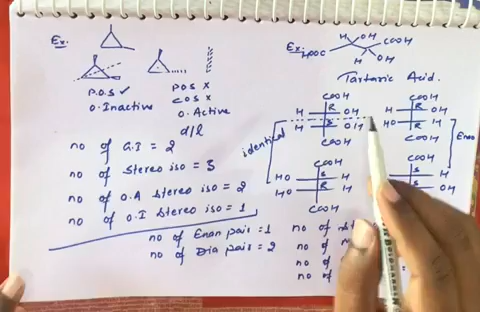 Ex:
P.O.S ✓
O.Inactive
P.O.S X
C.O.S X
O.Active
d/l
no of G.I = 2
no of Stereo iso = 3
no of O.A Stereo iso = 2
no of O.I Stereo iso = 1
no of Enan pair = 1
no of Dia pair = 2
Ex:
HOOC OH COOH
H OH
Tartaric Acid.
COOH
H R OH
H S OH
COOH
COOH
H R OH
HO R H
COOH
identical
Enan
COOH
HO S H
HO R H
COOH
COOH
S
S OH
no of
no of
no of
no of =